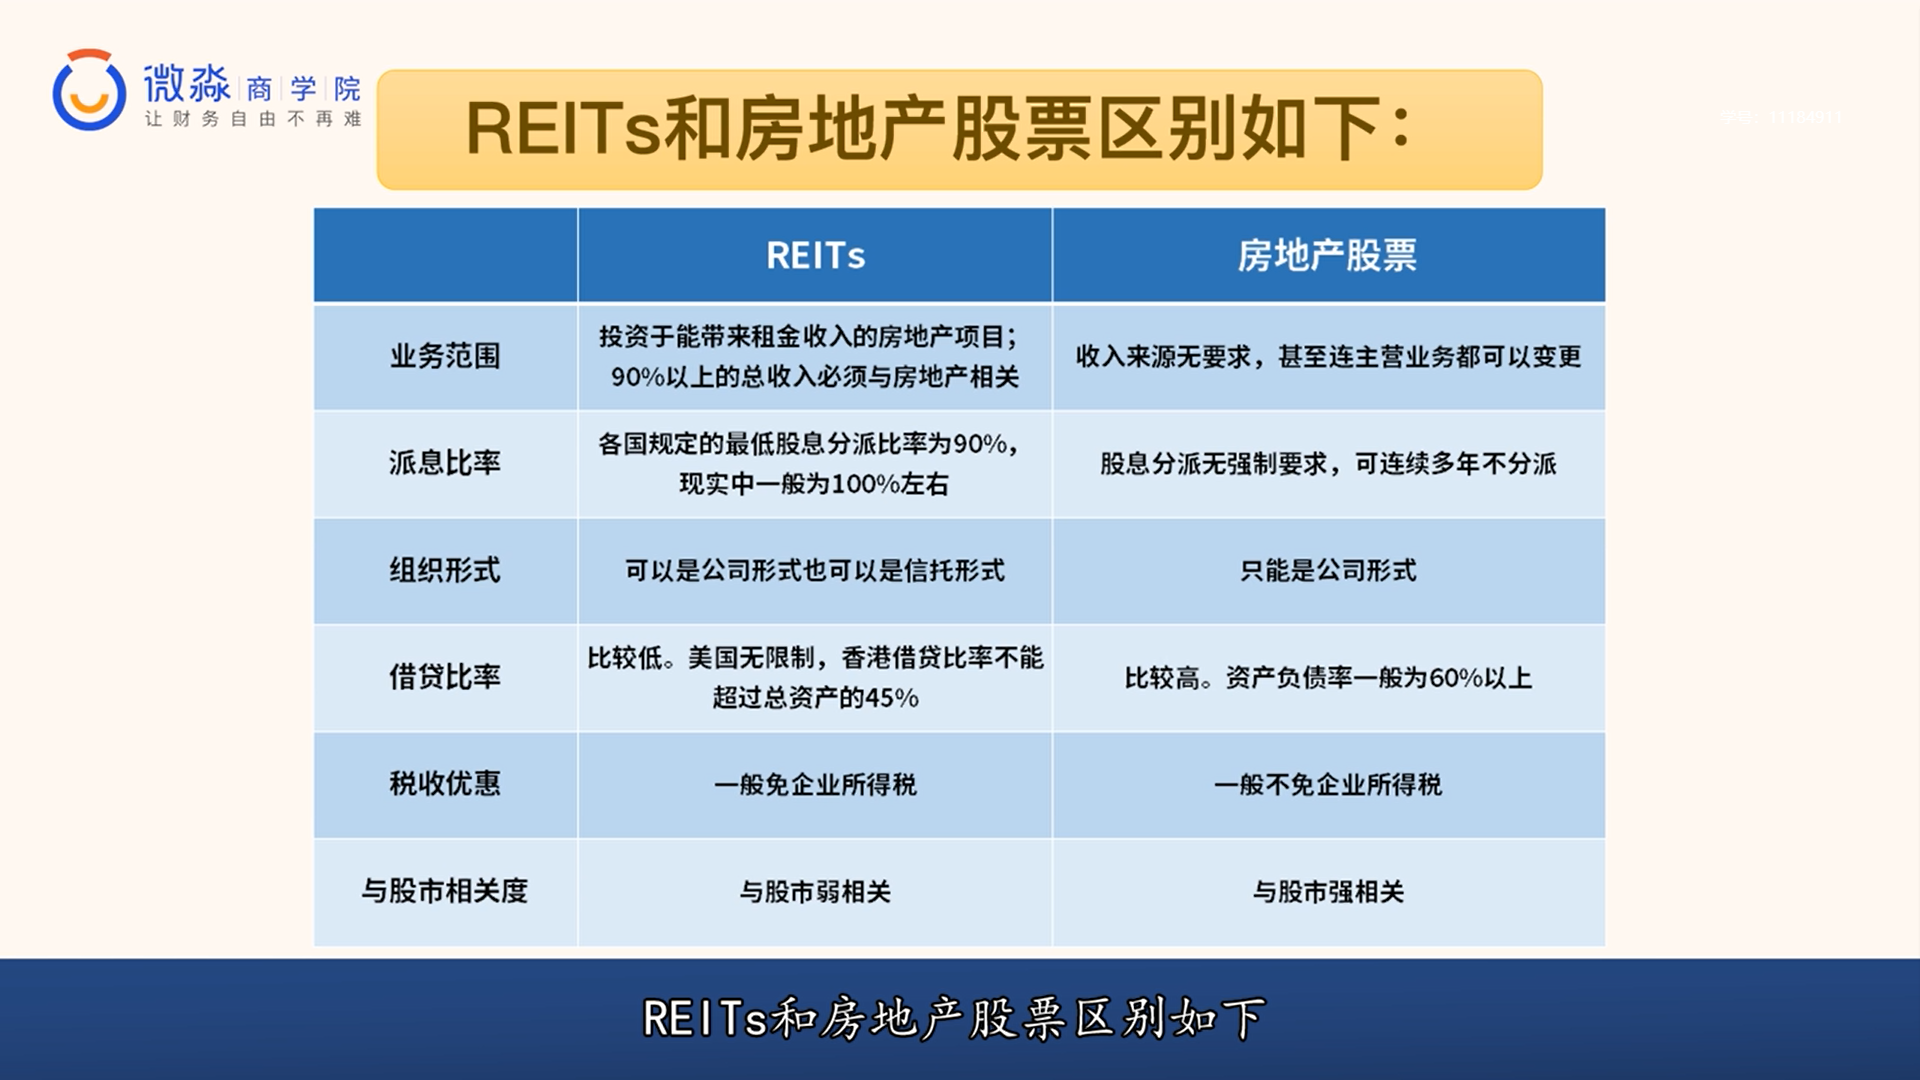 微淼商学院
让财务自由不再难
REITs和房地产股票区别如下：
REITs
房地产股票
业务范围
投资于能带来租金收入的房地产项目；
90%以上的总收入必须与房地产相关
收入来源无要求，甚至连主营业务都可以变更
派息比率
各国规定的最低股息分派比率为90%，
现实中一般为100%左右
股息分派无强制要求，可连续多年不分派
组织形式
可以是公司形式也可以是信托形式
只能是公司形式
借贷比率
比较低。美国无限制，香港借贷比率不能
超过总资产的45%
比较高。资产负债率一般为60%以上
税收优惠
一般免企业所得税
一般不免企业所得税
与股市相关度
与股市弱相关
与股市强相关
REITs和房地产股票区别如下